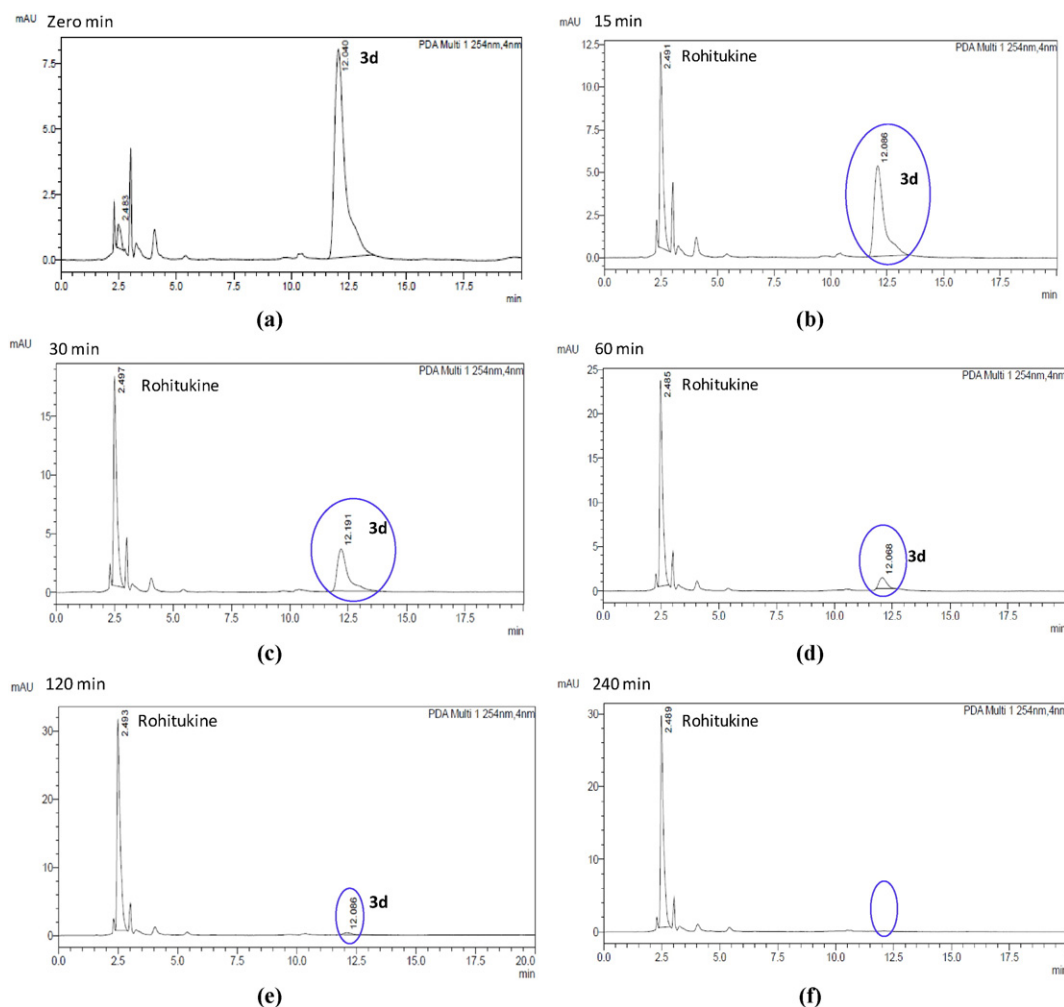 mAU Zero min
PDA Multi 1 254nm,4nm
7.5
5.0
2.5
0.0
2.483
12.040
3d
0.0 2.5 5.0 7.5 10.0 12.5 15.0 17.5
min
(a)
mAU 15 min
PDA Multi 1 254nm,4nm
12.5
10.0
7.5
5.0
2.5
0.0
2.491
Rohitukine
12.086
3d
0.0 2.5 5.0 7.5 10.0 12.5 15.0 17.5
min
(b)
mAU 30 min
PDA Multi 1 254nm,4nm
15
10
5
0
2.497
Rohitukine
12.191
3d
0.0 2.5 5.0 7.5 10.0 12.5 15.0 17.5
min
(c)
mAU 60 min
PDA Multi 1 254nm,4nm
25
20
15
10
5
0
2.485
Rohitukine
12.068
3d
0.0 2.5 5.0 7.5 10.0 12.5 15.0 17.5
min
(d)
mAU 120 min
PDA Multi 1 254nm,4nm
30
20
10
0
2.493
Rohitukine
12.086
3d
0.0 2.5 5.0 7.5 10.0 12.5 15.0 17.5 20.0
min
(e)
mAU 240 min
PDA Multi 1 254nm,4nm
30
20
10
0
2.489
Rohitukine
0.0 2.5 5.0 7.5 10.0 12.5 15.0 17.5
min
(f)